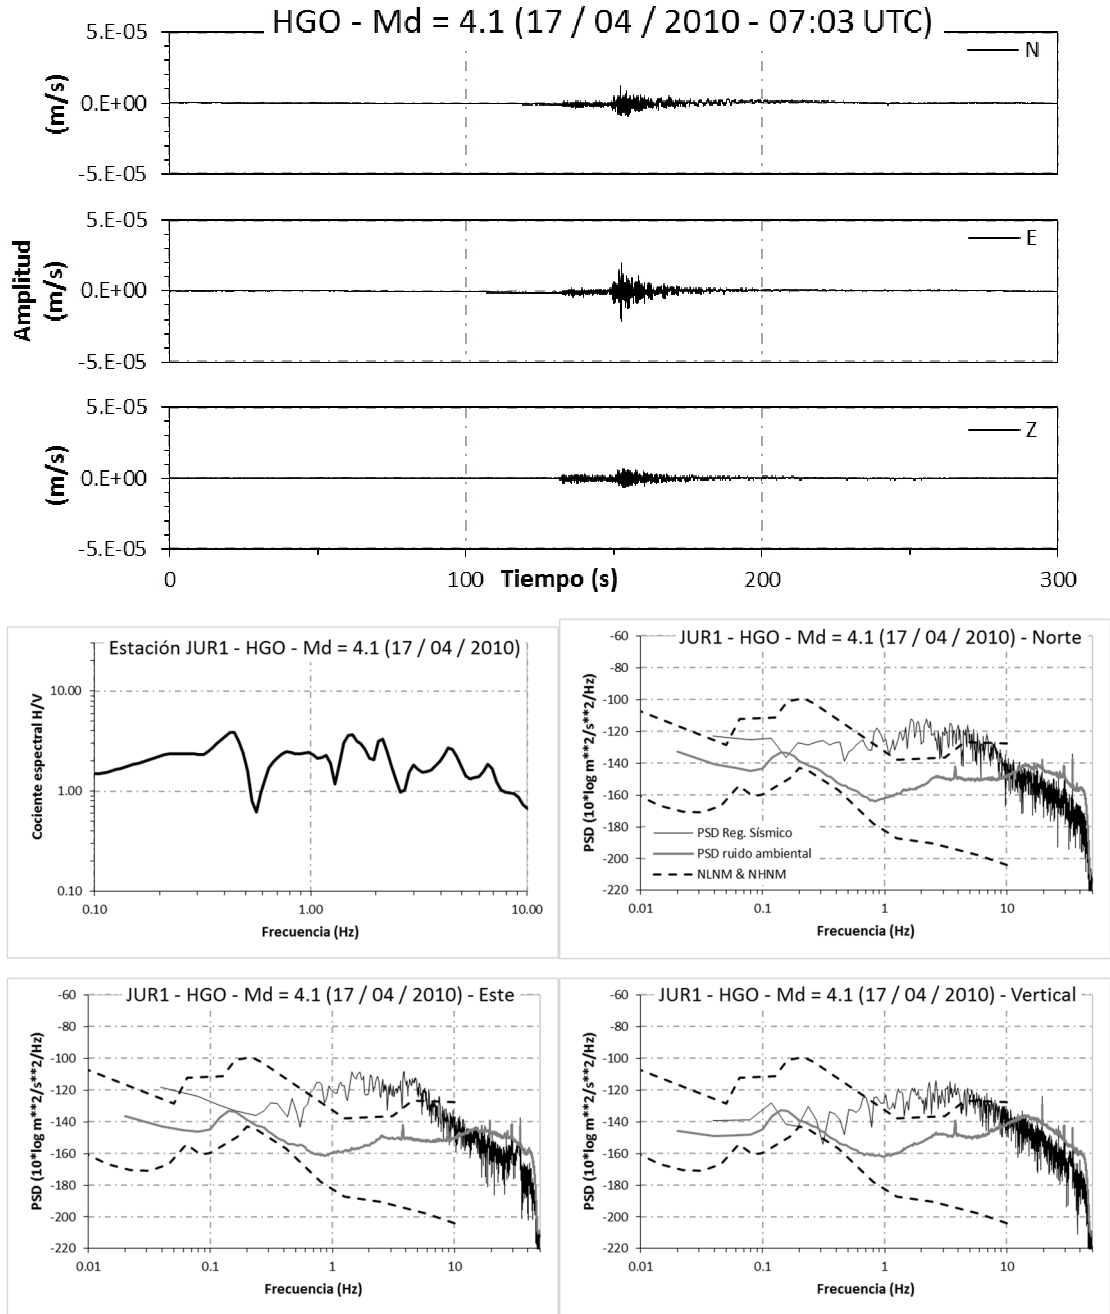 HGO - Md = 4.1 (17 / 04 / 2010 - 07:03 UTC)
5.E-05
0.E+00
-5.E-05
(m/s)
N
5.E-05
0.E+00
-5.E-05
Amplitud
(m/s)
E
5.E-05
0.E+00
-5.E-05
(m/s)
Z
0
100
200
300
Tiempo (s)
Estación JUR1 - HGO - Md = 4.1 (17 / 04 / 2010)
Cociente espectral H/V
10.00
1.00
0.10
0.10
1.00
10.00
Frecuencia (Hz)
JUR1 - HGO - Md = 4.1 (17 / 04 / 2010) - Norte
PSD (10*log m**2/s**2/Hz)
-60
-80
-100
-120
-140
-160
-180
-200
-220
PSD Reg. Sísmico
PSD ruido ambiental
NLNM & NHNM
0.01
0.1
1
10
Frecuencia (Hz)
JUR1 - HGO - Md = 4.1 (17 / 04 / 2010) - Este
PSD (10*log m**2/s**2/Hz)
-60
-80
-100
-120
-140
-160
-180
-200
-220
0.01
0.1
1
10
Frecuencia (Hz)
JUR1 - HGO - Md = 4.1 (17 / 04 / 2010) - Vertical
PSD (10*log m**2/s**2/Hz)
-60
-80
-100
-120
-140
-160
-180
-200
-220
0.01
0.1
1
10
Frecuencia (Hz)